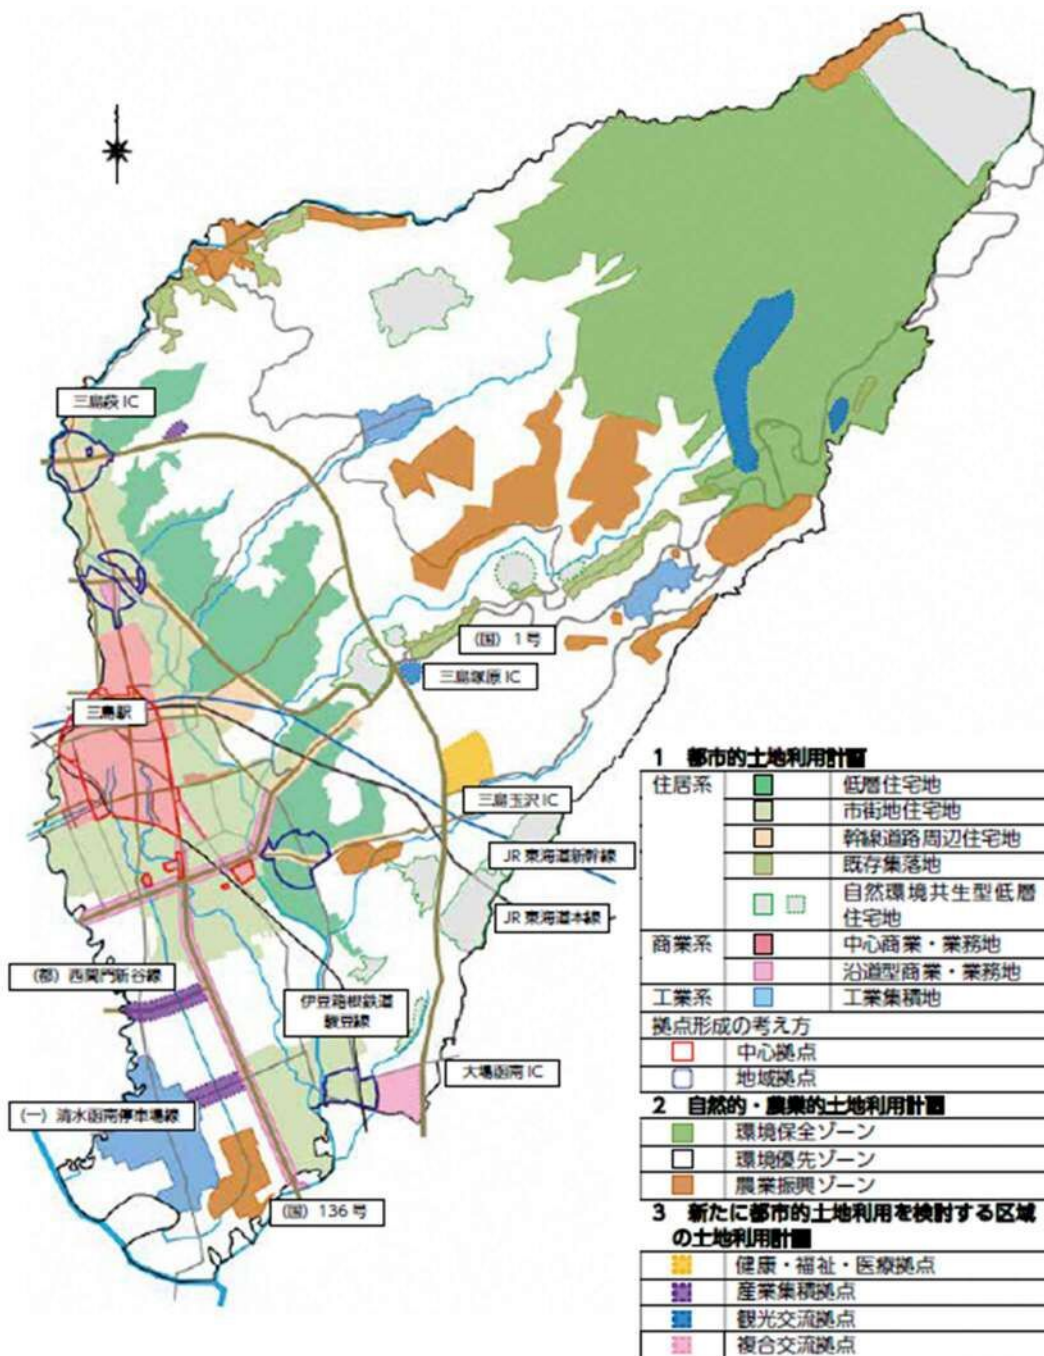 三島萩 IC
(国) 1号
三島塚原 IC
三島駅
三島玉沢 IC
JR 東海道新幹線
JR 東海道本線
(都) 西間門新谷線
伊豆箱根鉄道
駿豆線
大場函南 IC
(一) 清水函南停車場線
(国) 136号
1 都市的土地利用計画
住居系
低層住宅地
市街地住宅地
幹線道路周辺住宅地
既存集落地
自然環境共生型低層
住宅地
商業系
中心商業・業務地
沿道型商業・業務地
工業系
工業集積地
拠点形成の考え方
中心拠点
地域拠点
2 自然的・農業的土地利用計画
環境保全ゾーン
環境優先ゾーン
農業振興ゾーン
3 新たに都市的土地利用を検討する区域
の土地利用計画
健康・福祉・医療拠点
産業集積拠点
観光交流拠点
複合交流拠点